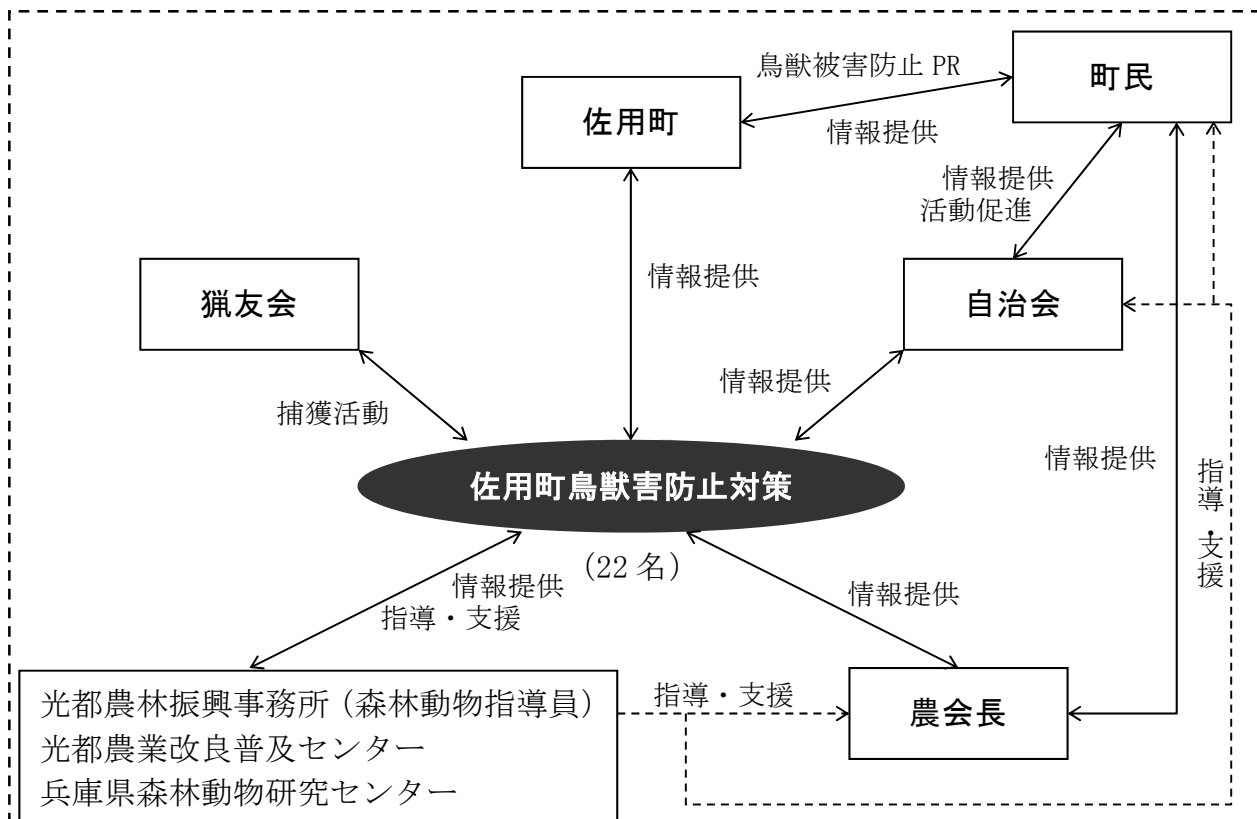 鳥獣被害防止 PR
町民
佐用町
情報提供
情報提供
活動促進
猟友会
情報提供
自治会
情報提供
捕獲活動
情報提供
佐用町鳥獣害防止対策
指導・支援
(22 名)
情報提供
指導・支援
情報提供
光都農林振興事務所(森林動物指導員)
光都農業改良普及センター
兵庫県森林動物研究センター
指導・支援
農会長